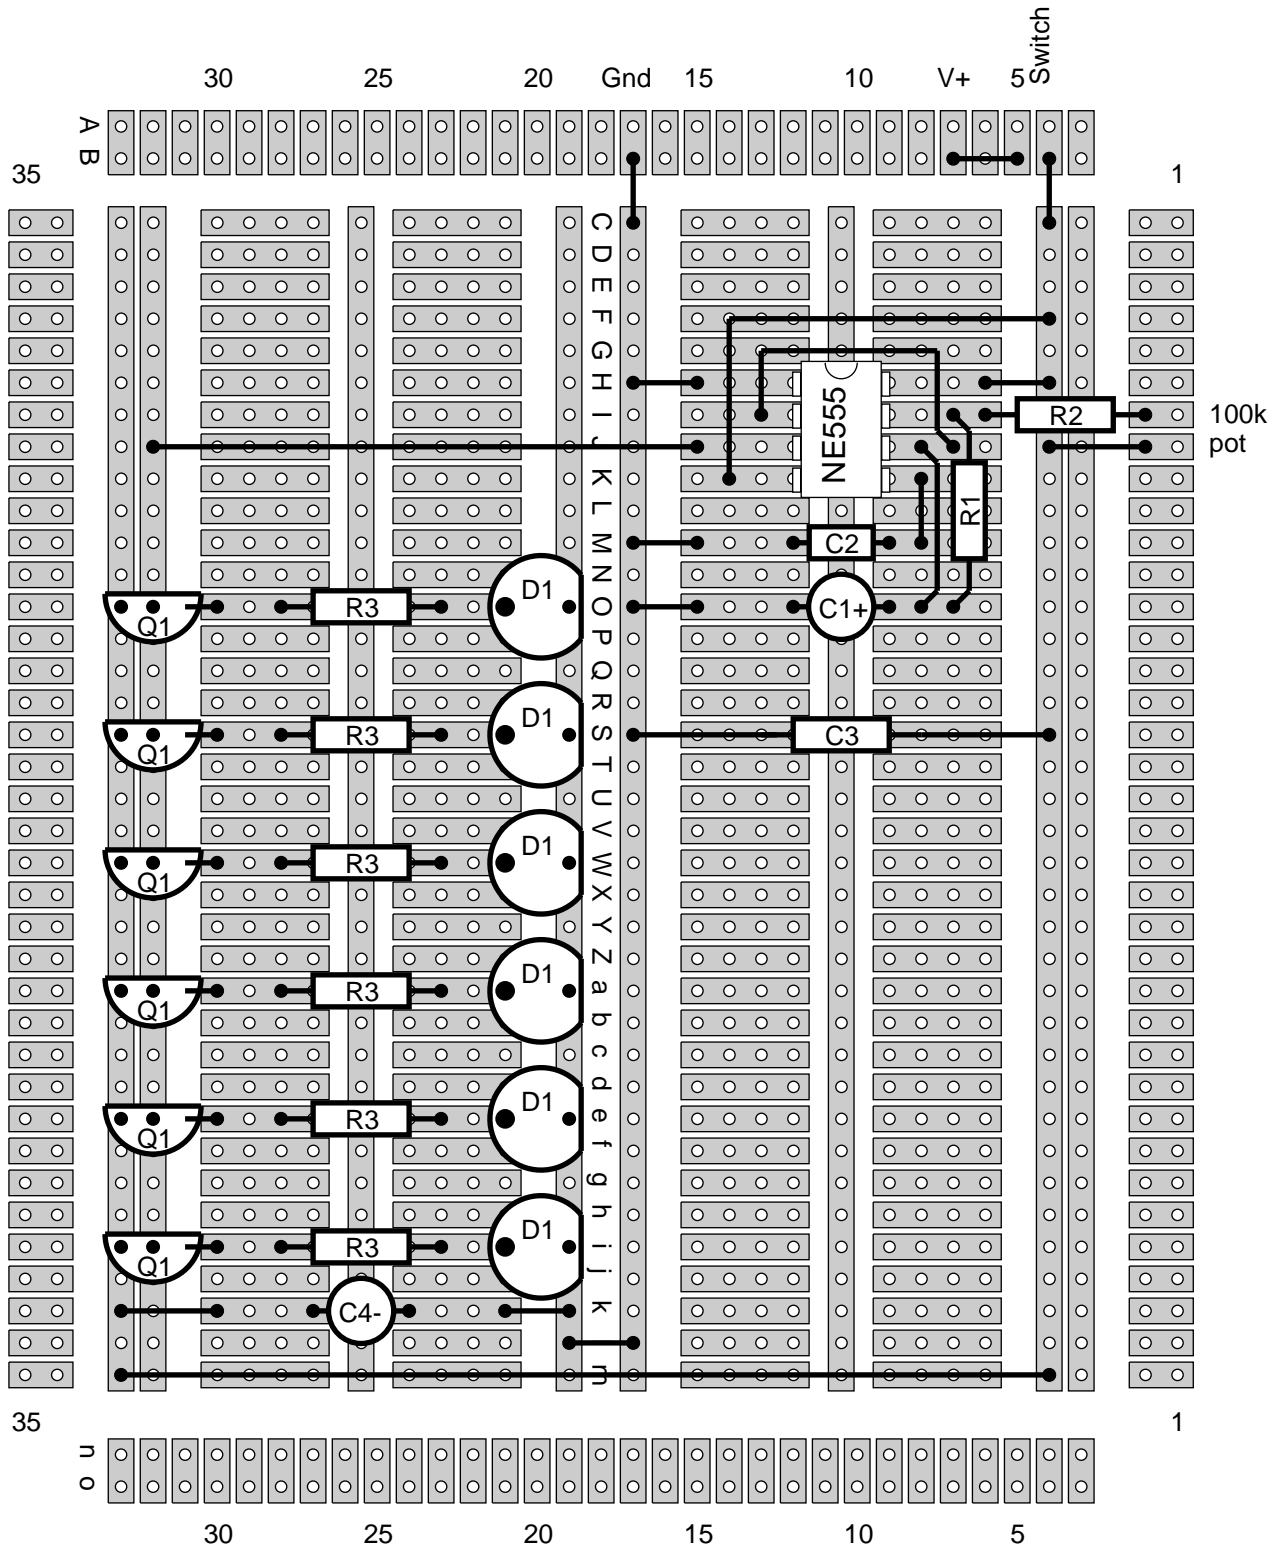 Switch
30 25 20 Gnd 15 10 V+ 5
A
B
35 1
C
D
E
F
G
H
I
J
K
L
M
N
O
P
Q
R
S
T
U
V
W
X
Y
Z
a
b
c
d
e
f
g
h
i
j
k
m
NE555
R2
100k
pot
R1
C2
C1+
C3
Q1 R3 D1
Q1 R3 D1
Q1 R3 D1
Q1 R3 D1
Q1 R3 D1
Q1 R3 D1
C4-
35 1
n
o
30 25 20 15 10 5